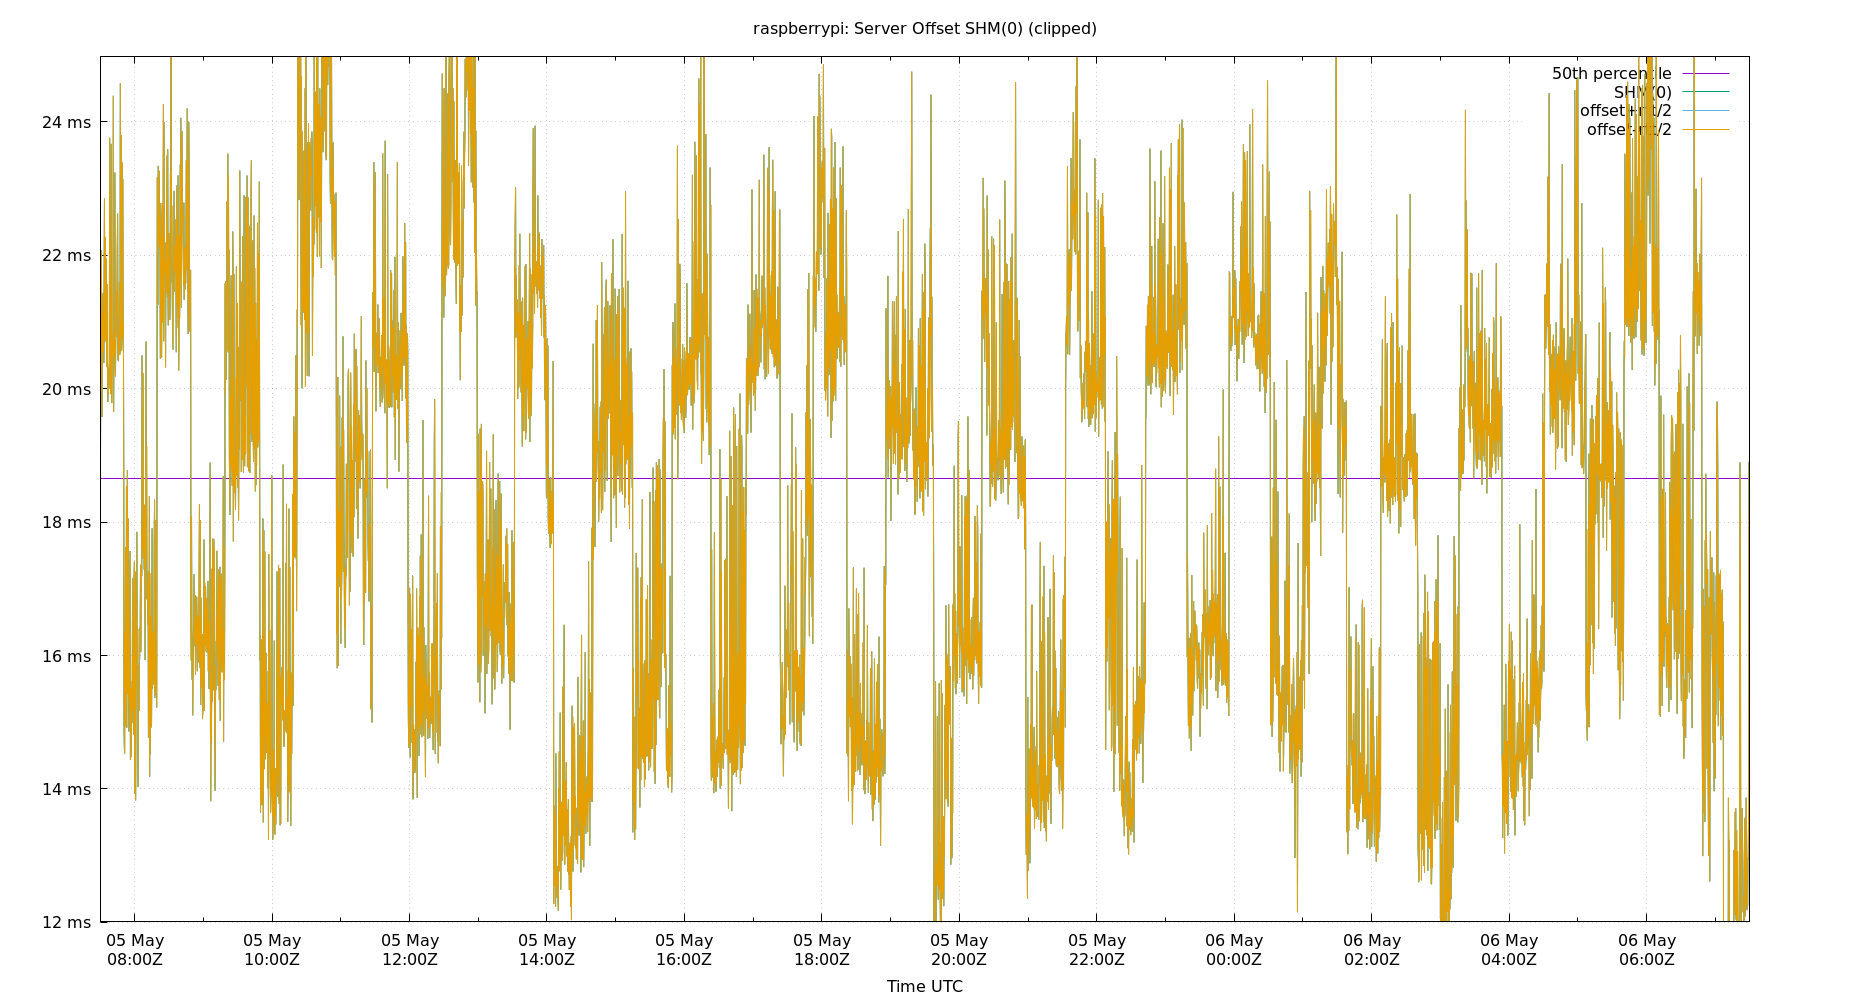 raspberrypi: Server Offset SHM(0) (clipped)
50th percentile
SHM(0)
offset+rtt/2
offset-rtt/2
24 ms
22 ms
20 ms
18 ms
16 ms
14 ms
12 ms
05 May 05 May 05 May 05 May 05 May 05 May 05 May 05 May 06 May 06 May 06 May 06 May
08:00Z 10:00Z 12:00Z 14:00Z 16:00Z 18:00Z 20:00Z 22:00Z 00:00Z 02:00Z 04:00Z 06:00Z
Time UTC